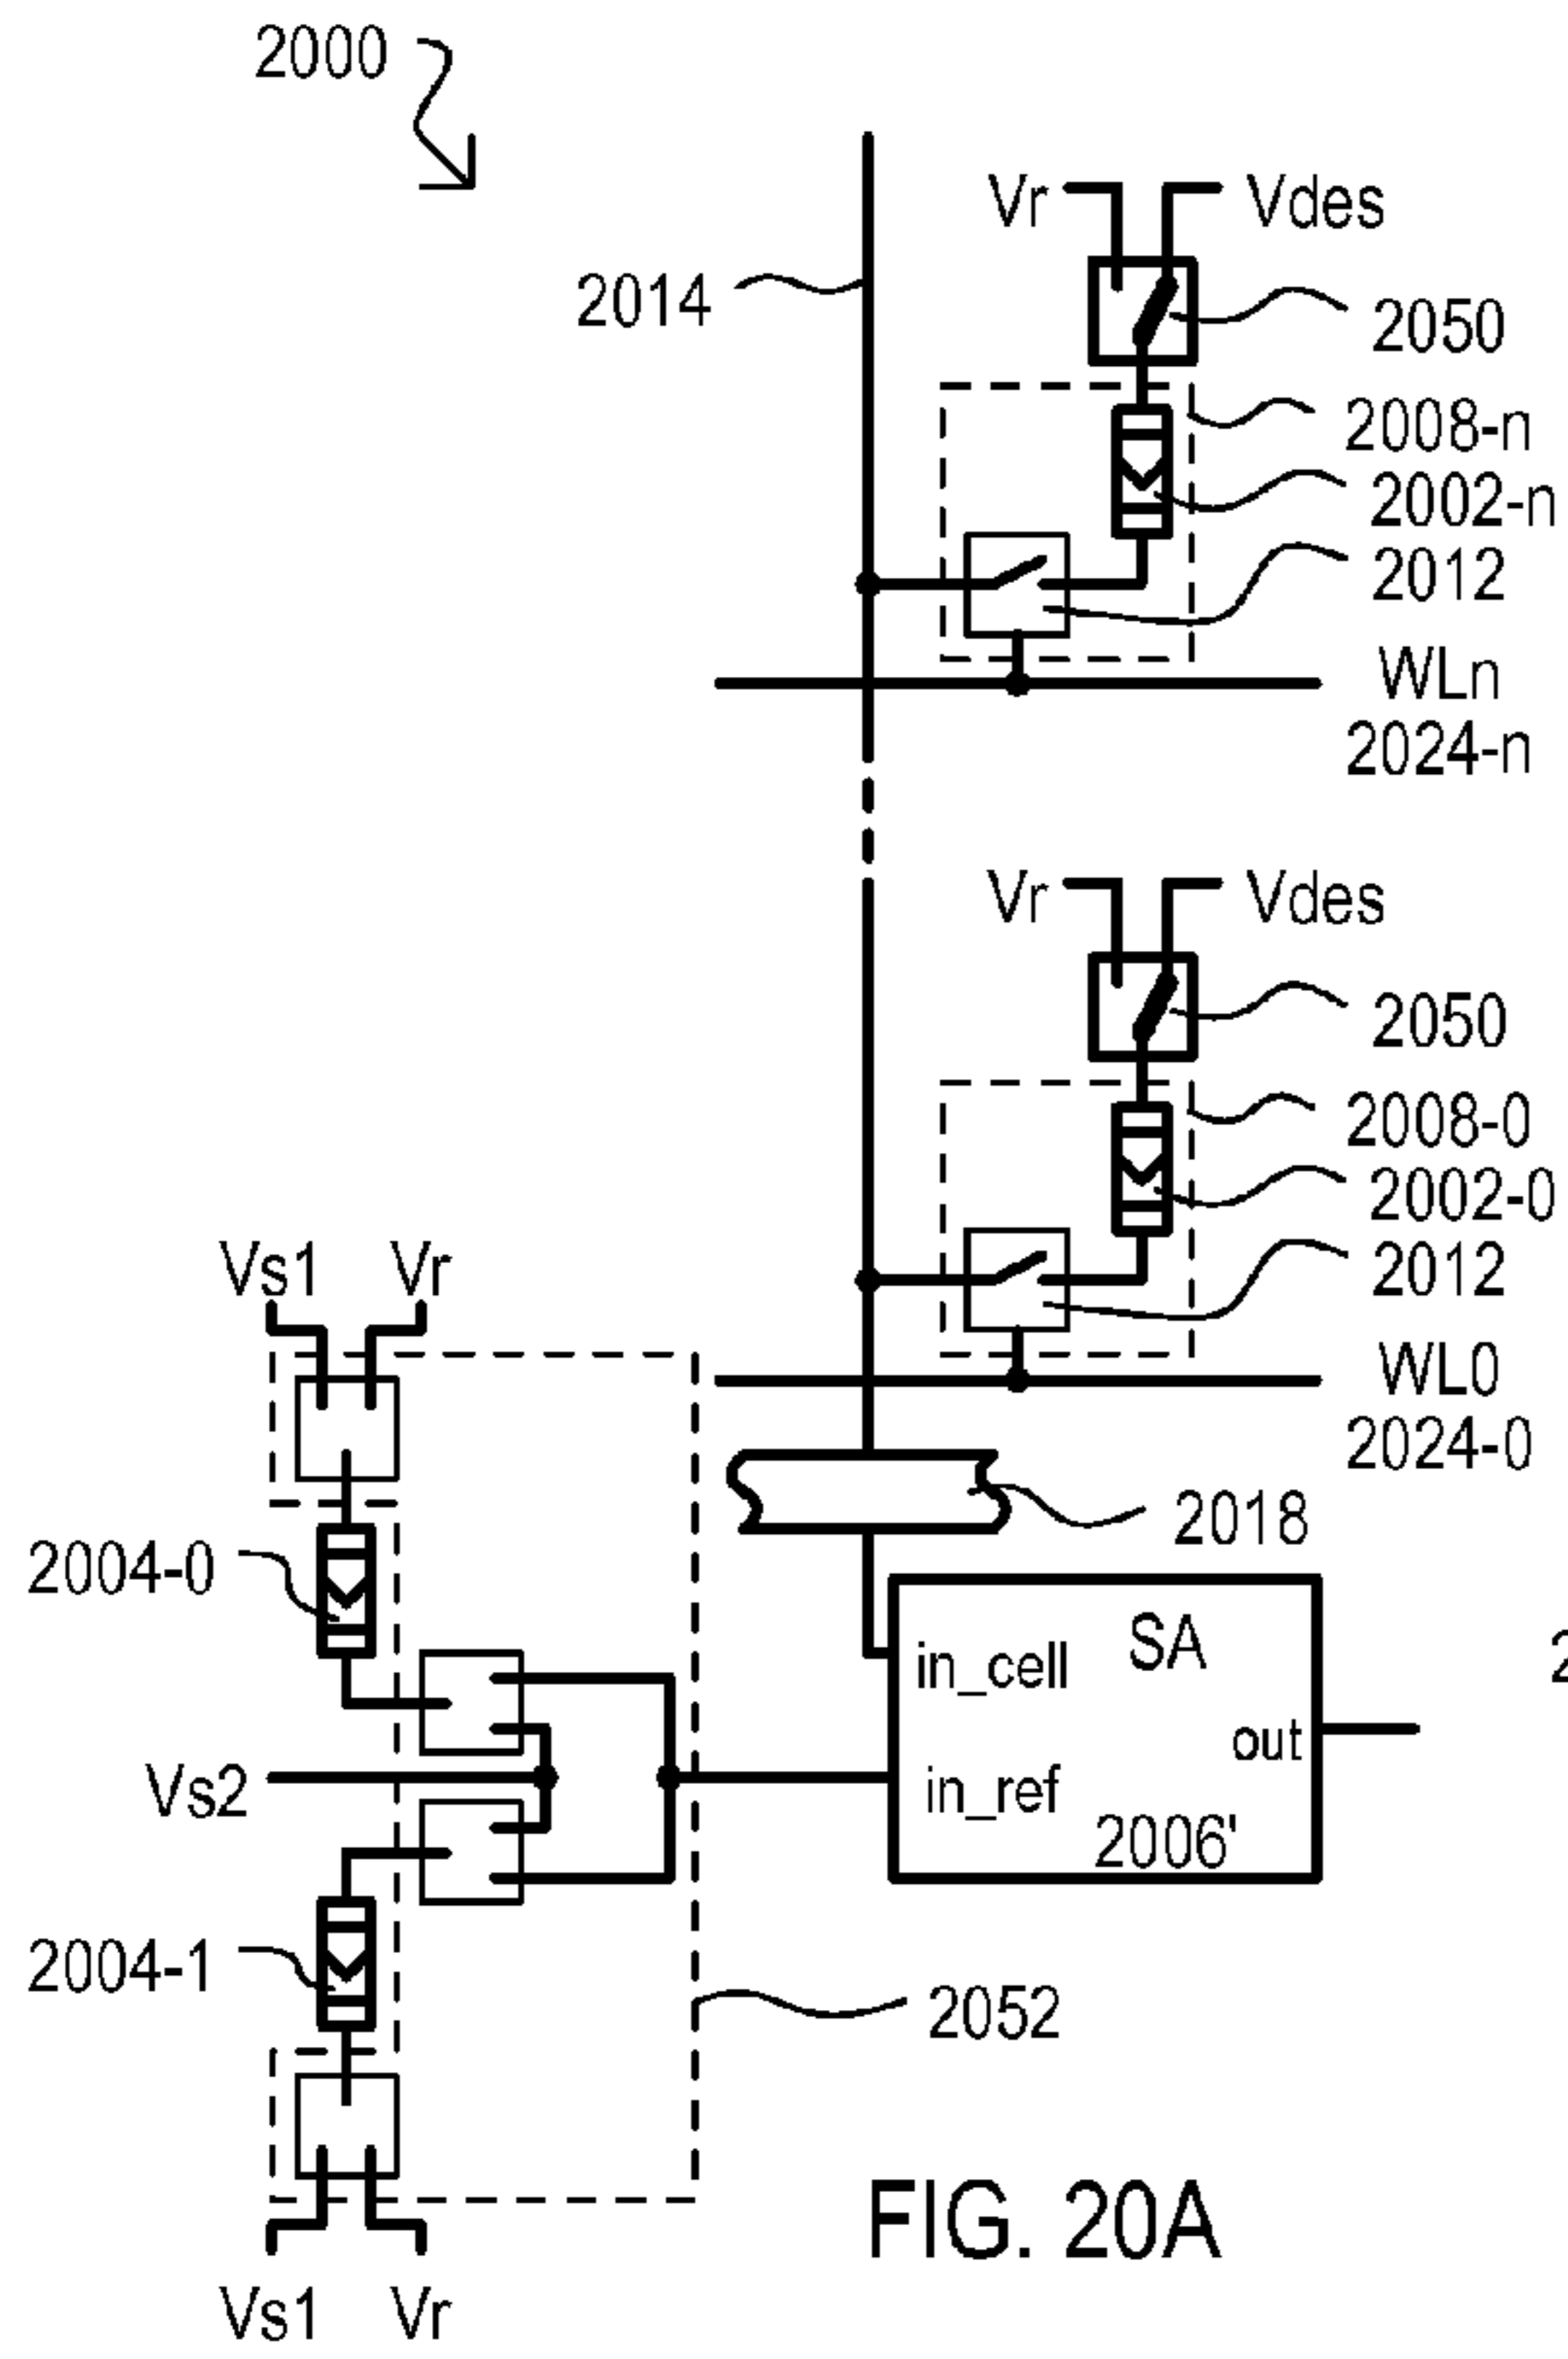 2000
Vr Vdes
2014
2050
2008-n
2002-n
2012
WLn
2024-n
Vr Vdes
2050
2008-0
2002-0
2012
Vs1 Vr
WL0
2024-0
2018
2004-0
SA
in_cell
out
Vs2
in_ref
2006'
2004-1
2052
FIG. 20A
Vs1 Vr